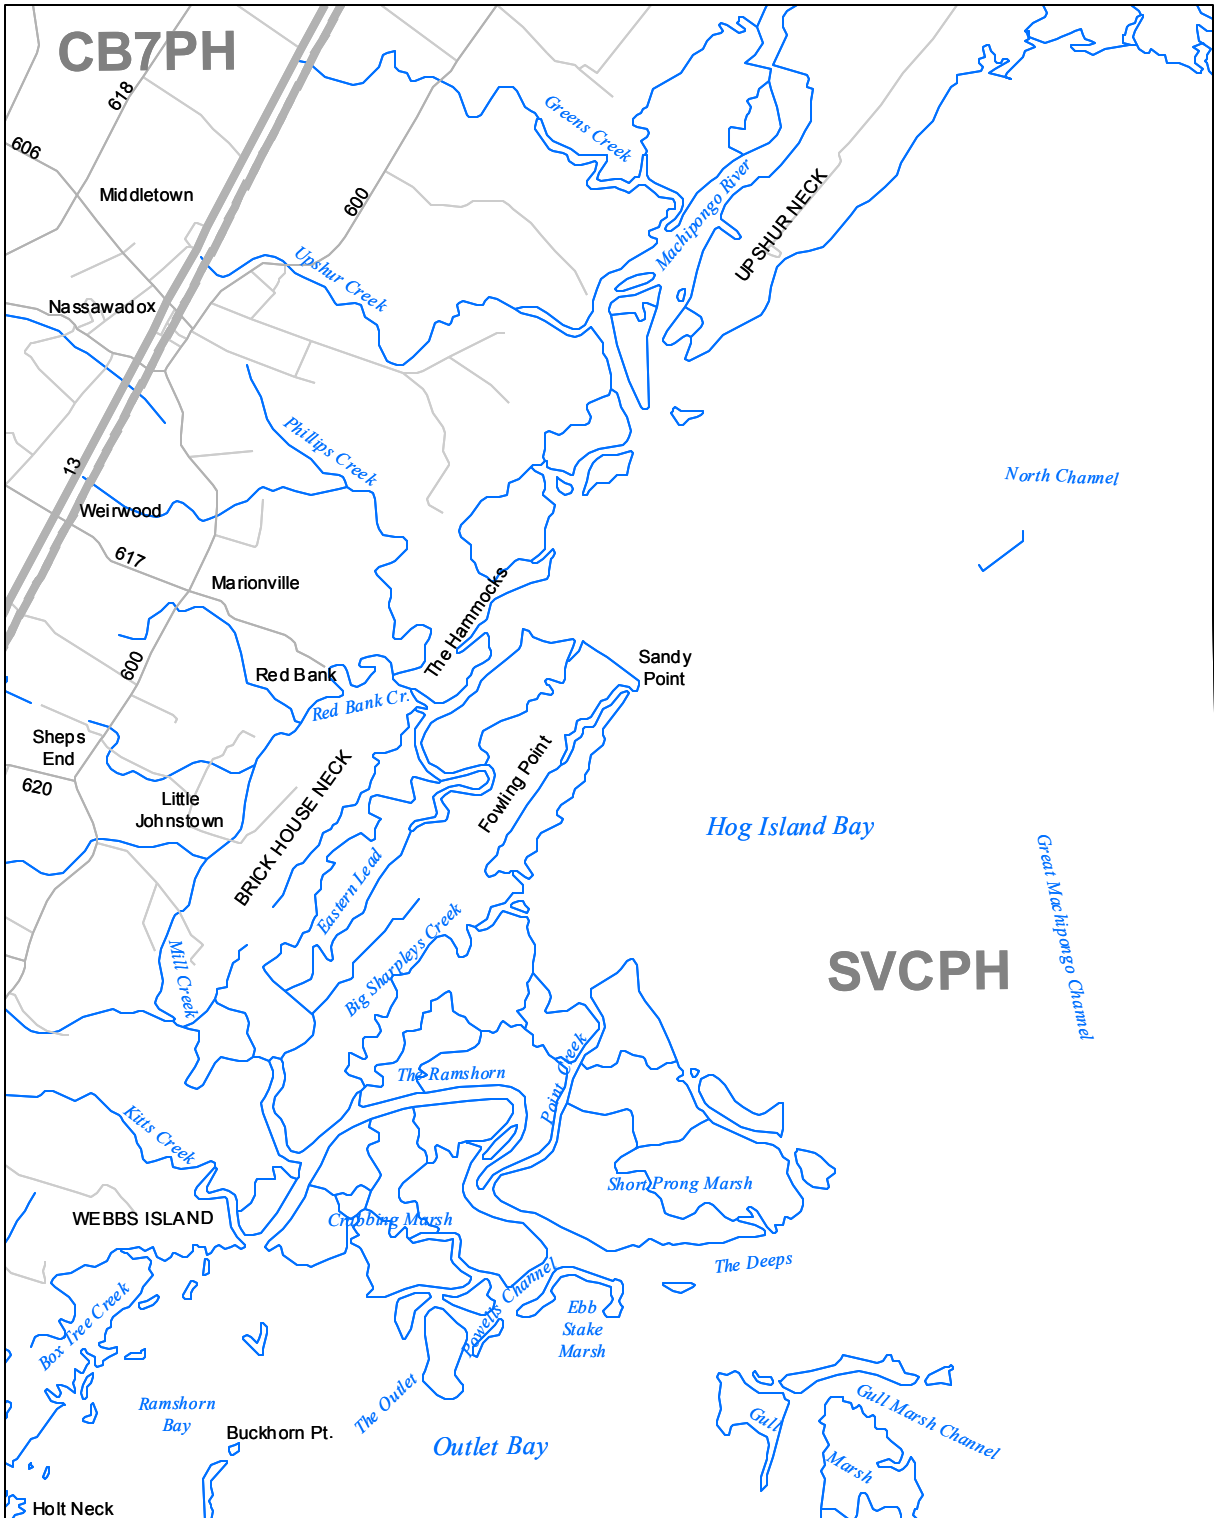 CB7PH
618
Greens Creek
606
Middletown
600
Machipongo River
UPSHUR NECK
Upshur Creek
Nassawadox
Phillips Creek
13
North Channel
Weirwood
617
Marionville
The Hammocks
600
Red Bank
Sandy
Point
Red Bank Cr.
Sheps
End
620
Little
Johnstown
BRICK HOUSE NECK
Fowling Point
Hog Island Bay
Eastern Lead
Great Machipongo Channel
Big Sharpleys Creek
Mill Creek
SVCPH
The Ramshorn
Point Creek
Kitts Creek
Short Prong Marsh
WEBBS ISLAND
Crabbing Marsh
The Deeps
Powells Channel
Box Tree Creek
Ebb
Stake
Marsh
The Outlet
Ramshorn
Bay
Buckhorn Pt.
Outlet Bay
Gull Marsh Channel
Gull
Marsh
Holt Neck